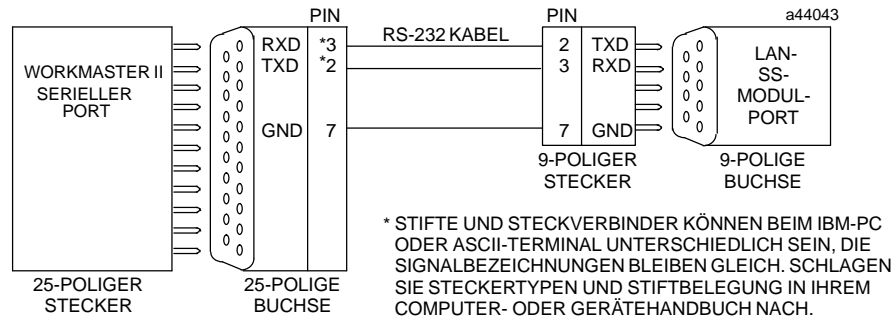 PIN PIN a44043
RXD *3 RS-232 KABEL 2 TXD
TXD *2 3 RXD
GND 7 7 GND
WORKMASTER II
SERIELLER
PORT
LAN-
SS-
MODUL-
PORT
25-POLIGER
STECKER
25-POLIGE
BUCHSE
9-POLIGER
STECKER
9-POLIGE
BUCHSE
* STIFTE UND STECKVERBINDER KÖNNEN BEIM IBM-PC
ODER ASCII-TERMINAL UNTERSCHIEDLICH SEIN, DIE
SIGNALBEZEICHNUNGEN BLEIBEN GLEICH. SCHLAGEN
SIE STECKERTYPEN UND STIFTBELEGUNG IN IHREM
COMPUTER- ODER GERÄTEHANDBUCH NACH.